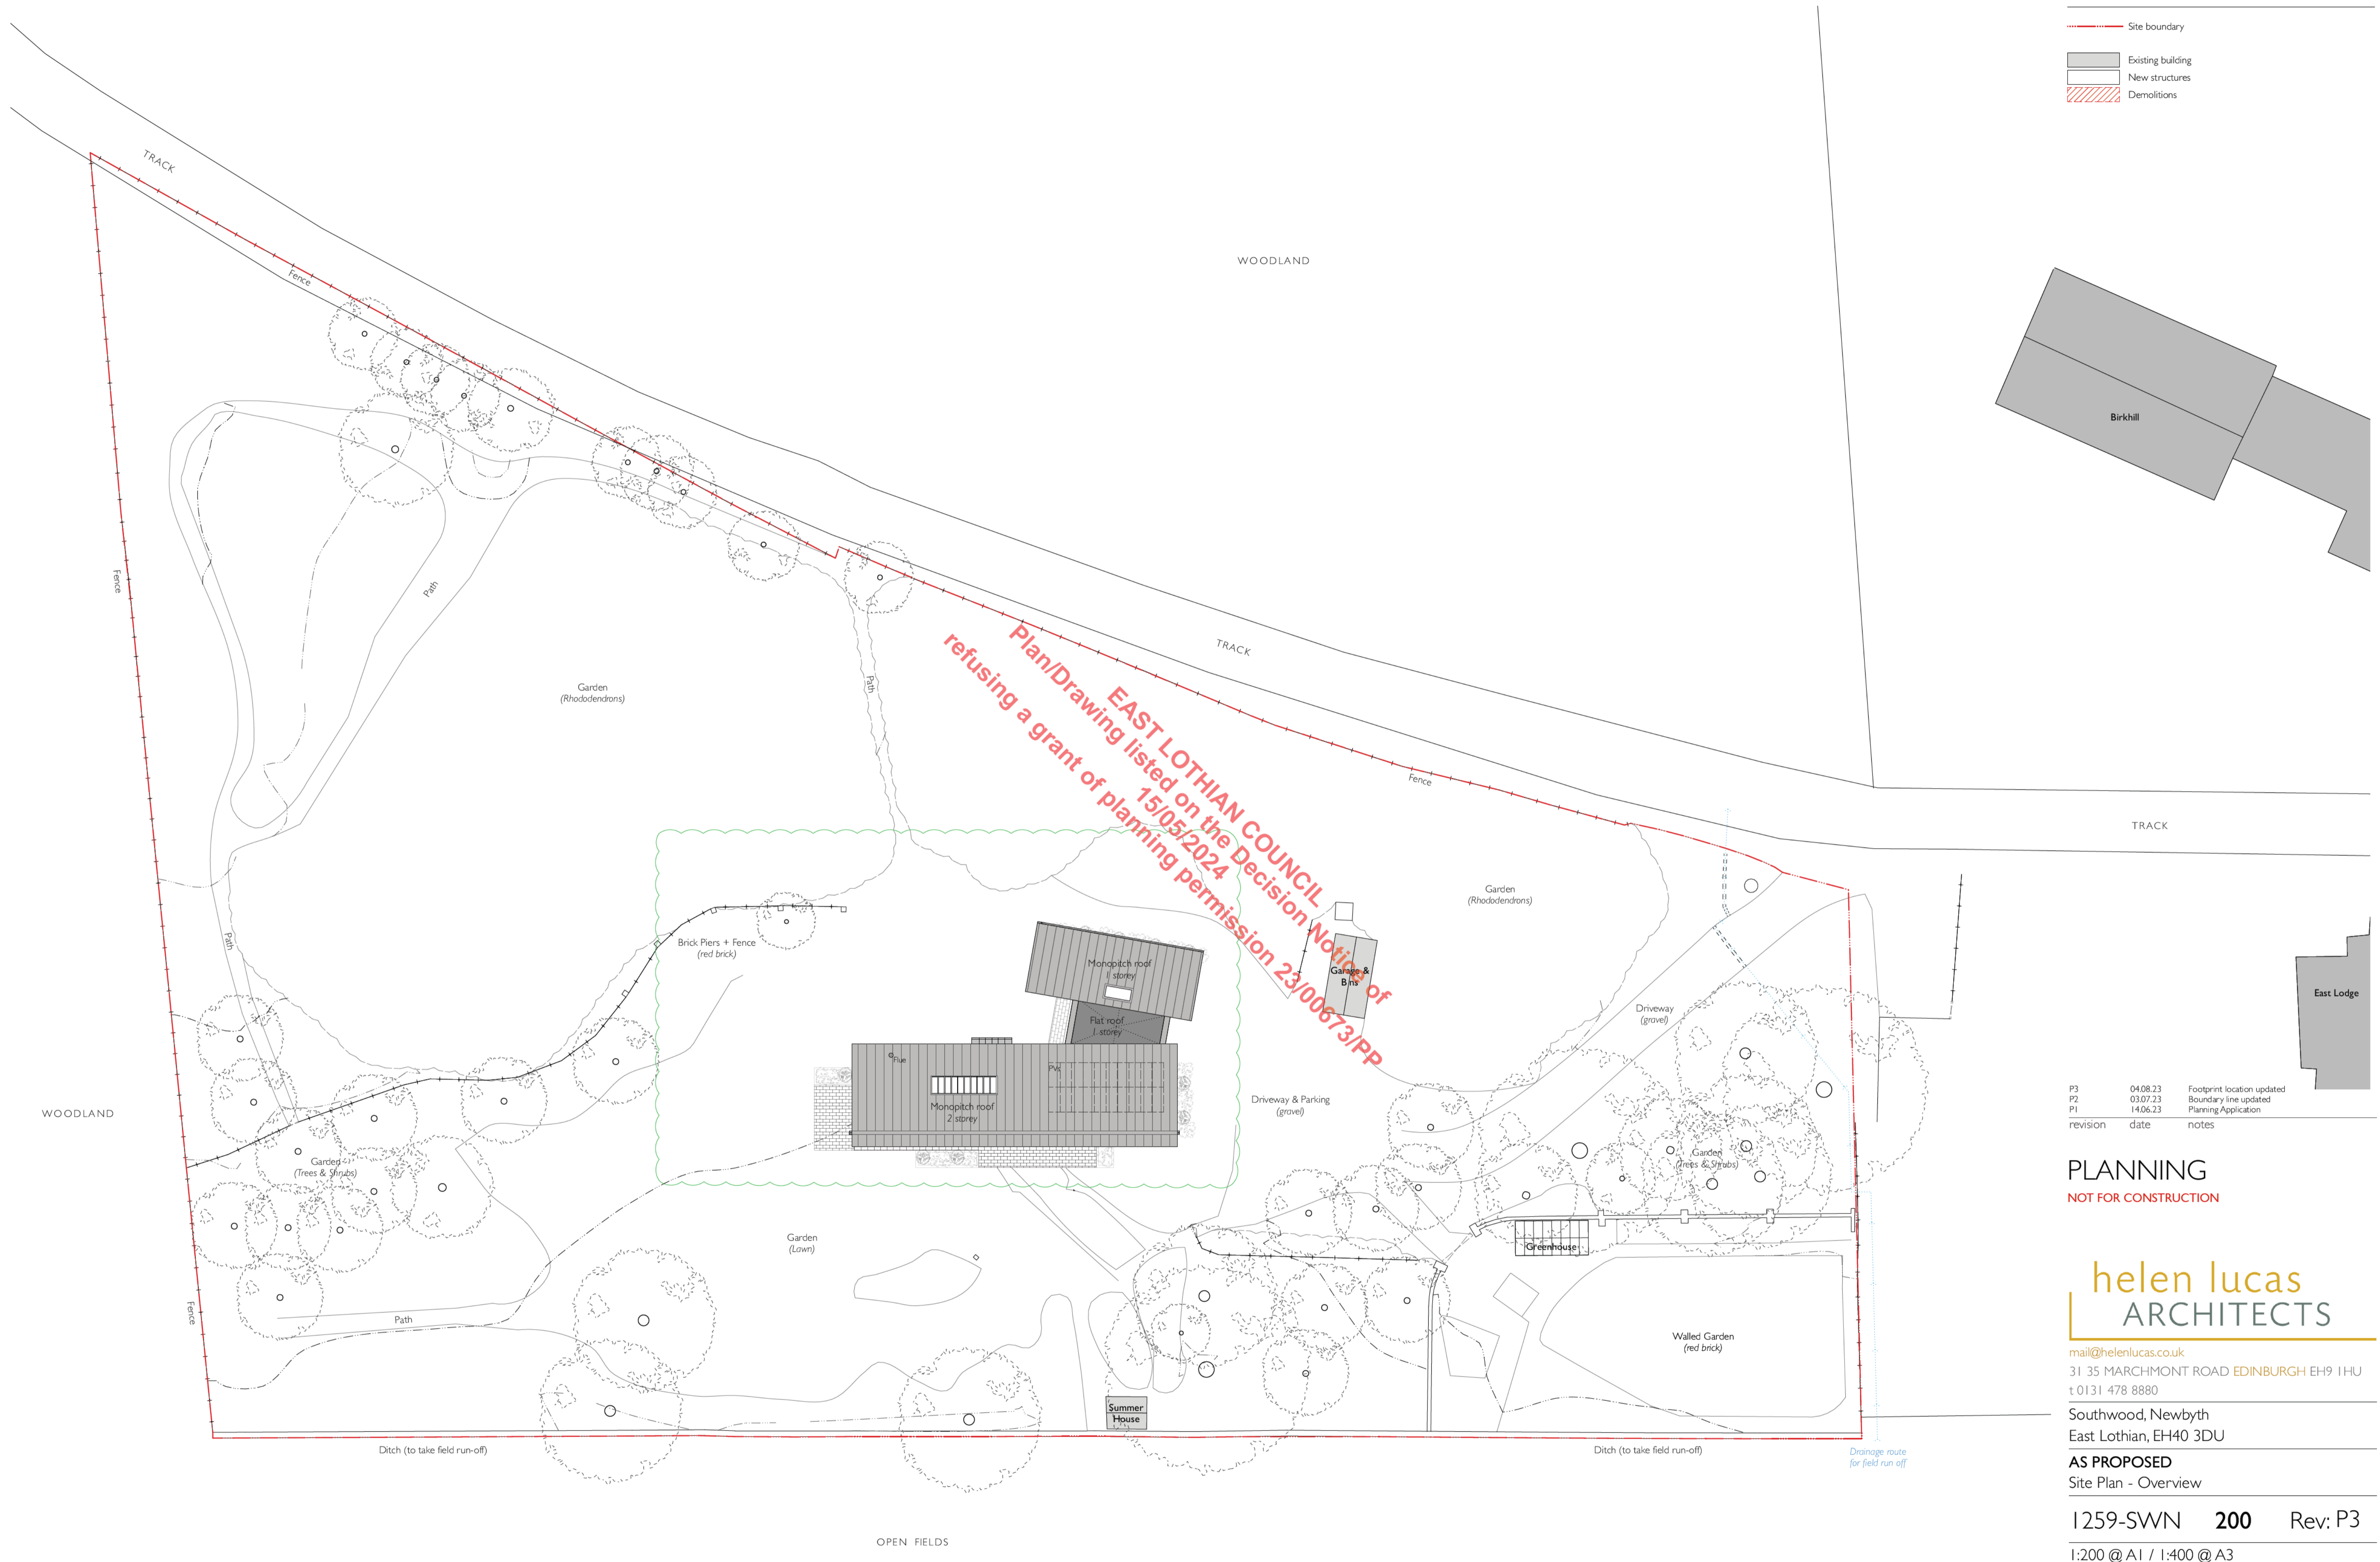 Site boundary
Existing building
New structures
Demolitions
TRACK
Fence
WOODLAND
Birkhill
Fence
Path
TRACK
Garden
(Rhododendrons)
Path
EAST LOTHIAN COUNCIL
Plan/Drawing listed on the Decision Notice of
15/05/2024
refusing a grant of planning permission 23/00673/PP
Fence
TRACK
Garden
(Rhododendrons)
Path
Brick Piers + Fence
(red brick)
Monopitch roof
1 storey
Garage &
Bins
Flat roof
1 storey
Driveway
(gravel)
East Lodge
Flue
PVs
Monopitch roof
2 storey
Driveway & Parking
(gravel)
WOODLAND
Garden
(Trees & Shrubs)
Garden
(Trees & Shrubs)
Garden
(Lawn)
Greenhouse
Fence
Path
Walled Garden
(red brick)
Summer
House
Ditch (to take field run-off)
Ditch (to take field run-off)
Drainage route
for field run off
OPEN FIELDS
P3 04.08.23 Footprint location updated
P2 03.07.23 Boundary line updated
P1 14.06.23 Planning Application
revision date notes
PLANNING
NOT FOR CONSTRUCTION
helen lucas
ARCHITECTS
mail@helenlucas.co.uk
31 35 MARCHMONT ROAD EDINBURGH EH9 1HU
t 0131 478 8880
Southwood, Newbyth
East Lothian, EH40 3DU
AS PROPOSED
Site Plan - Overview
1259-SWN 200 Rev: P3
1:200 @ A1 / 1:400 @ A3